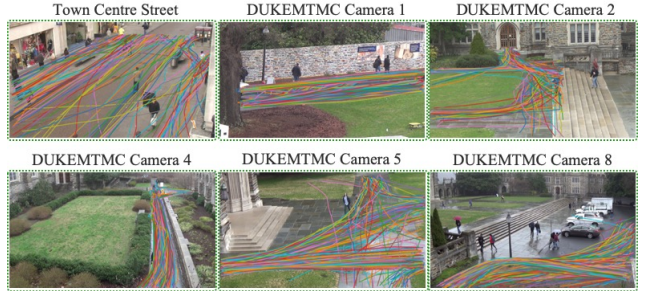 Town Centre Street
DUKEMTMC Camera 1
DUKEMTMC Camera 2
DUKEMTMC Camera 4
DUKEMTMC Camera 5
DUKEMTMC Camera 8